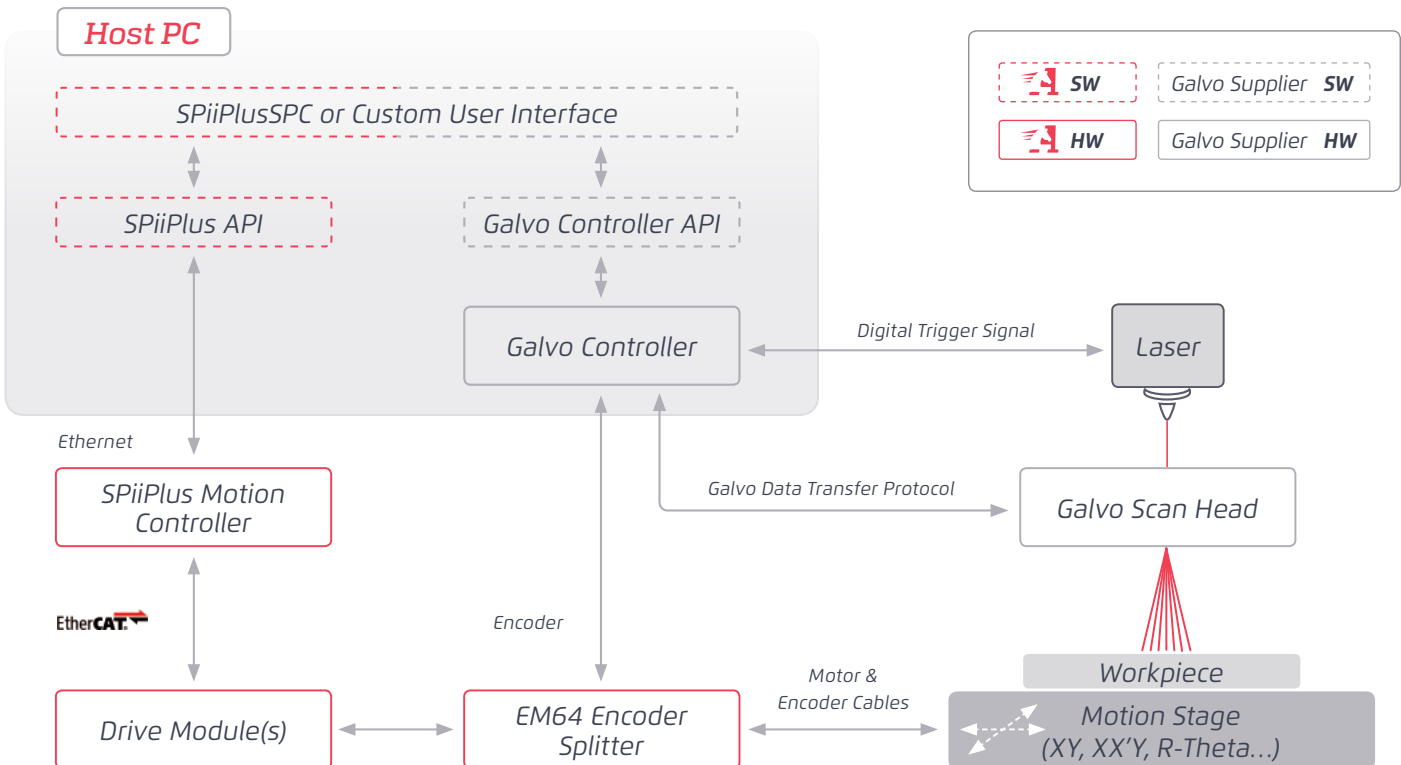 Host PC
SPiiPlusSPC or Custom User Interface
SPiiPlus API
Galvo Controller API
Galvo Controller
SW
Galvo Supplier SW
HW
Galvo Supplier HW
Digital Trigger Signal
Laser
Ethernet
SPiiPlus Motion
Controller
Galvo Data Transfer Protocol
Galvo Scan Head
EtherCAT®
Encoder
Drive Module(s)
EM64 Encoder
Splitter
Motor &
Encoder Cables
Workpiece
Motion Stage
(XY, XX'Y, R-Theta...)